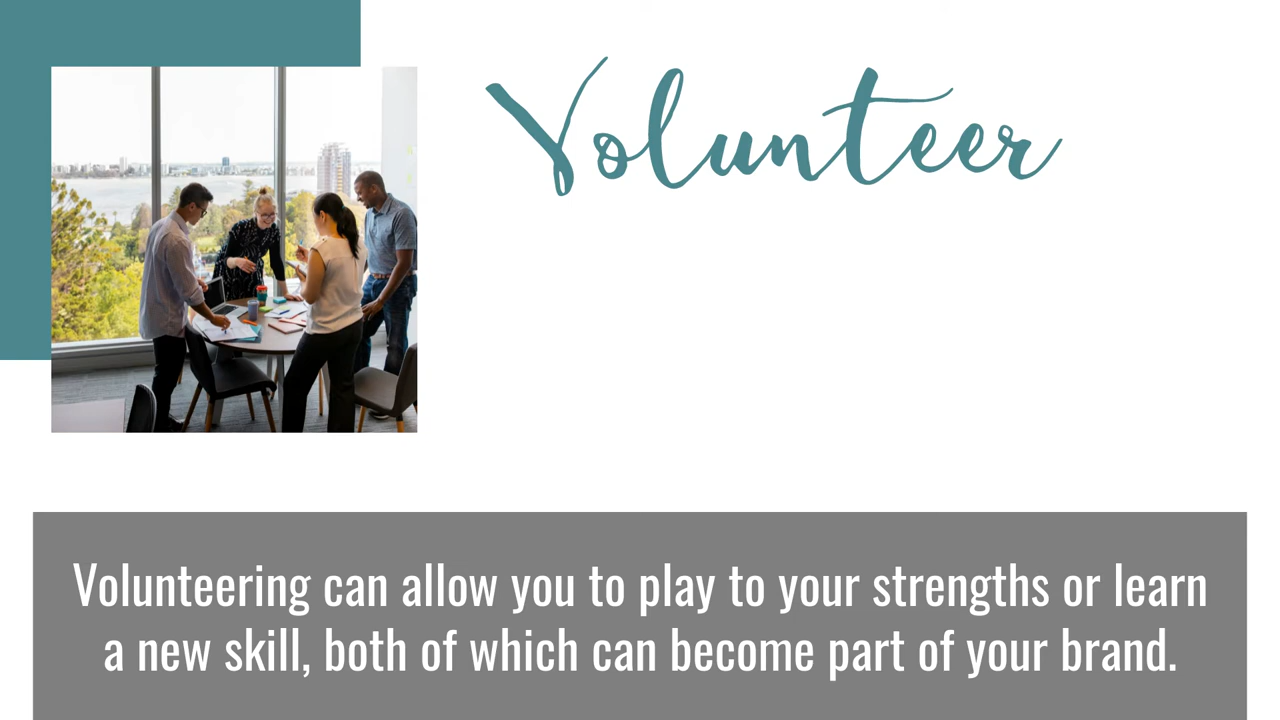 Volunteer
Volunteering can allow you to play to your strengths or learn
a new skill, both of which can become part of your brand.